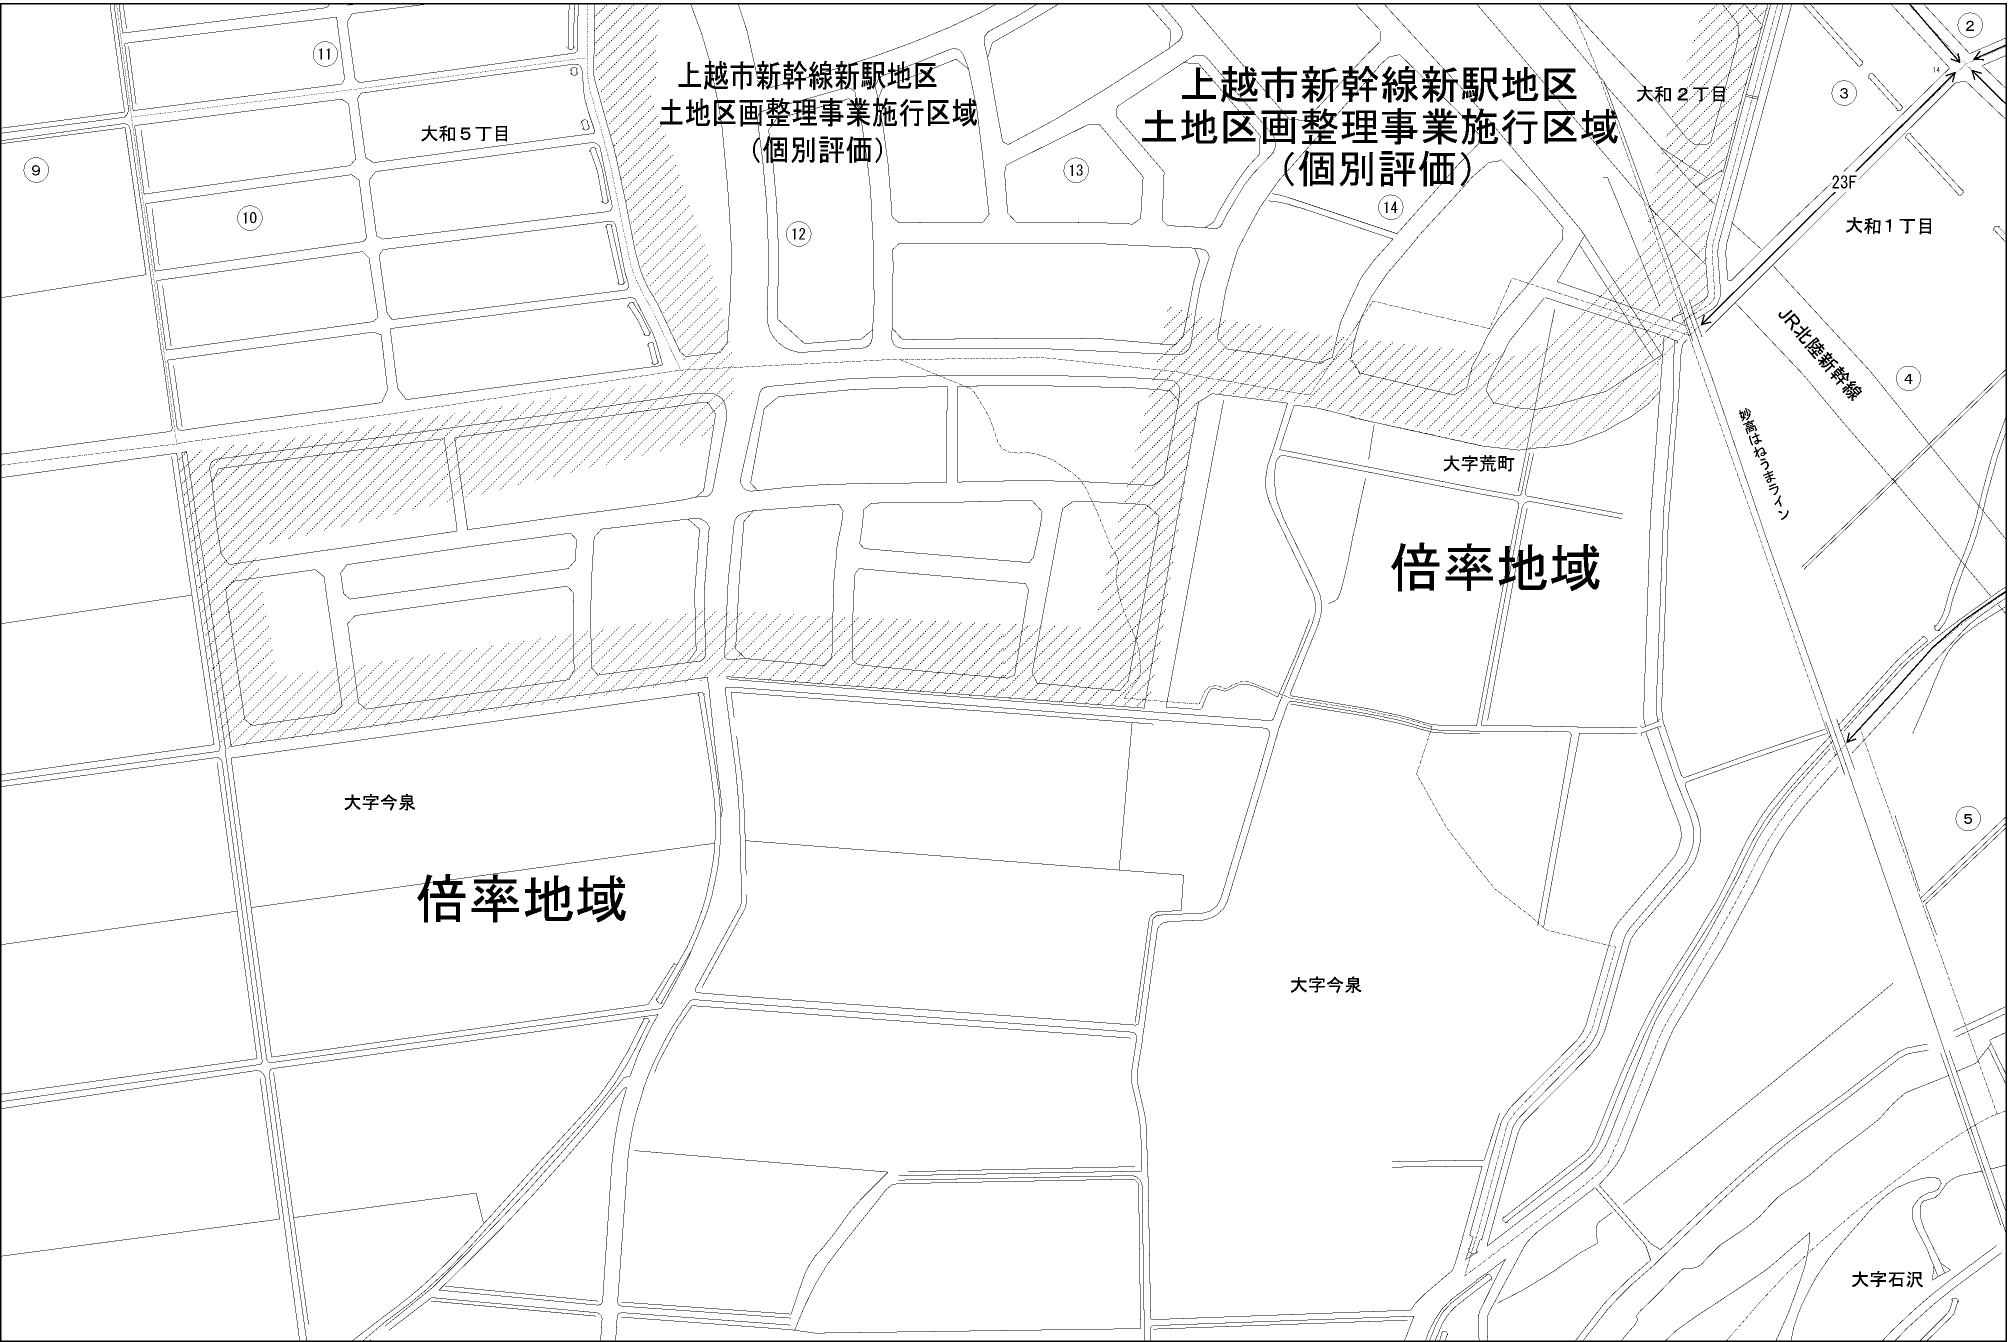 ②
⑪
上越市新幹線新駅地区
土地区画整理事業施行区域
(個別評価)
上越市新幹線新駅地区
土地区画整理事業施行区域
(個別評価)
14
大和2丁目
③
大和5丁目
⑨
⑬
23F
⑩
⑭
大和1丁目
⑫
JR北陸新幹線
④
妙高はねうまライン
大字荒町
倍率地域
大字今泉
⑤
倍率地域
大字今泉
大字石沢